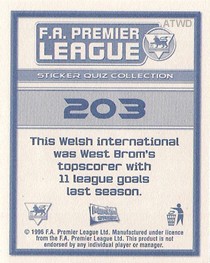 ATWD
F.A. PREMIER
LEAGUE
STICKER QUIZ COLLECTION
203
This Welsh international
was West Brom's
topscorer with
11 league goals
last season.
© 1996 F.A. Premier League Ltd. Manufactured under licence
from the F.A. Premier League Ltd. This product is not
endorsed by any individual player or manager.